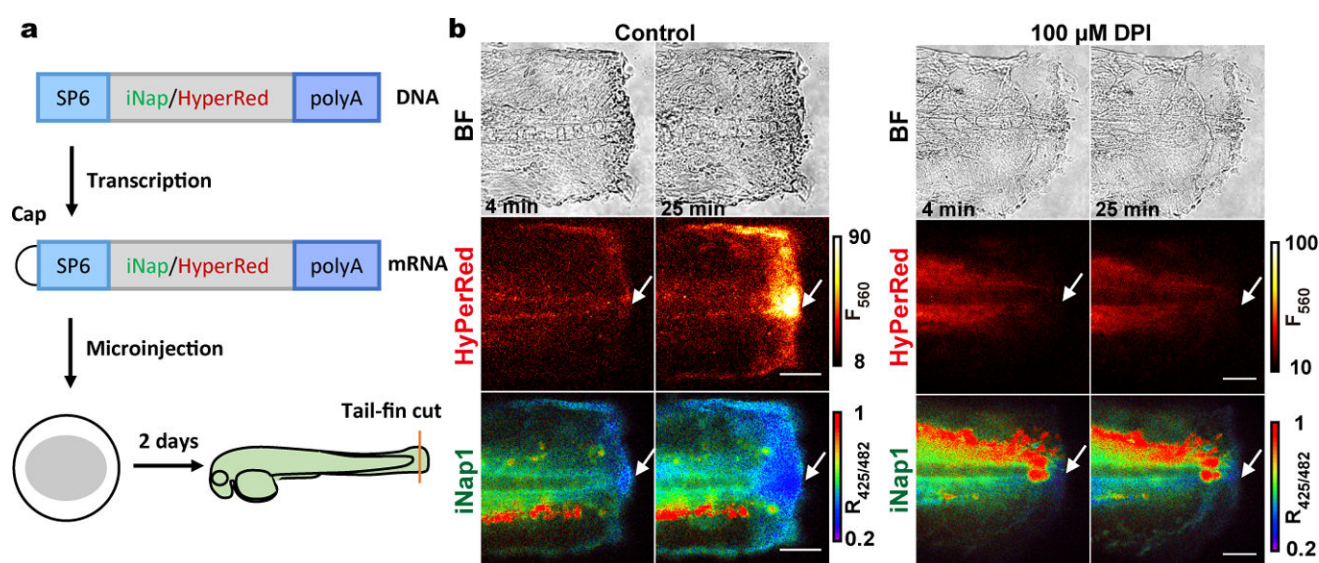 a
SP6 iNap/HyperRed polyA DNA
Transcription
Cap
SP6 iNap/HyperRed polyA mRNA
Microinjection
2 days
Tail-fin cut
b
Control
100 µM DPI
BF
4 min
25 min
BF
4 min
25 min
HyPerRed
90
F560
8
HyPerRed
100
F560
10
iNap1
1
R425/482
0.2
iNap1
1
R425/482
0.2